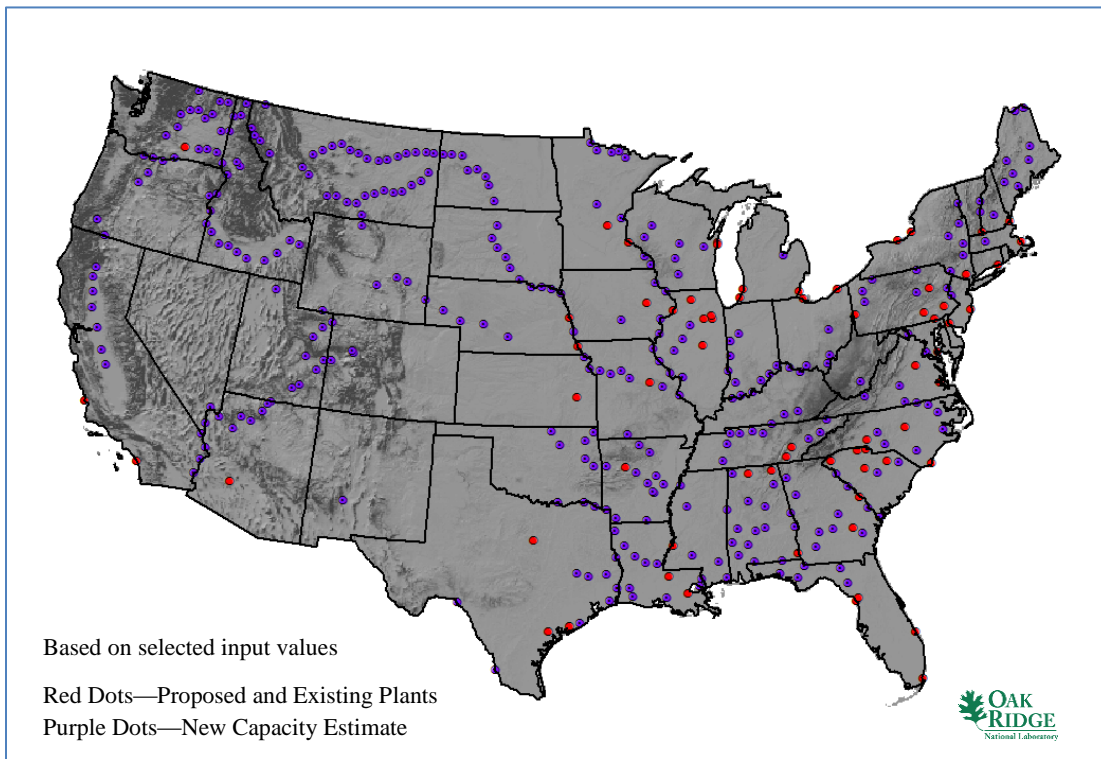 Based on selected input values
Red Dots—Proposed and Existing Plants
Purple Dots—New Capacity Estimate
OAK
RIDGE
National Laboratory